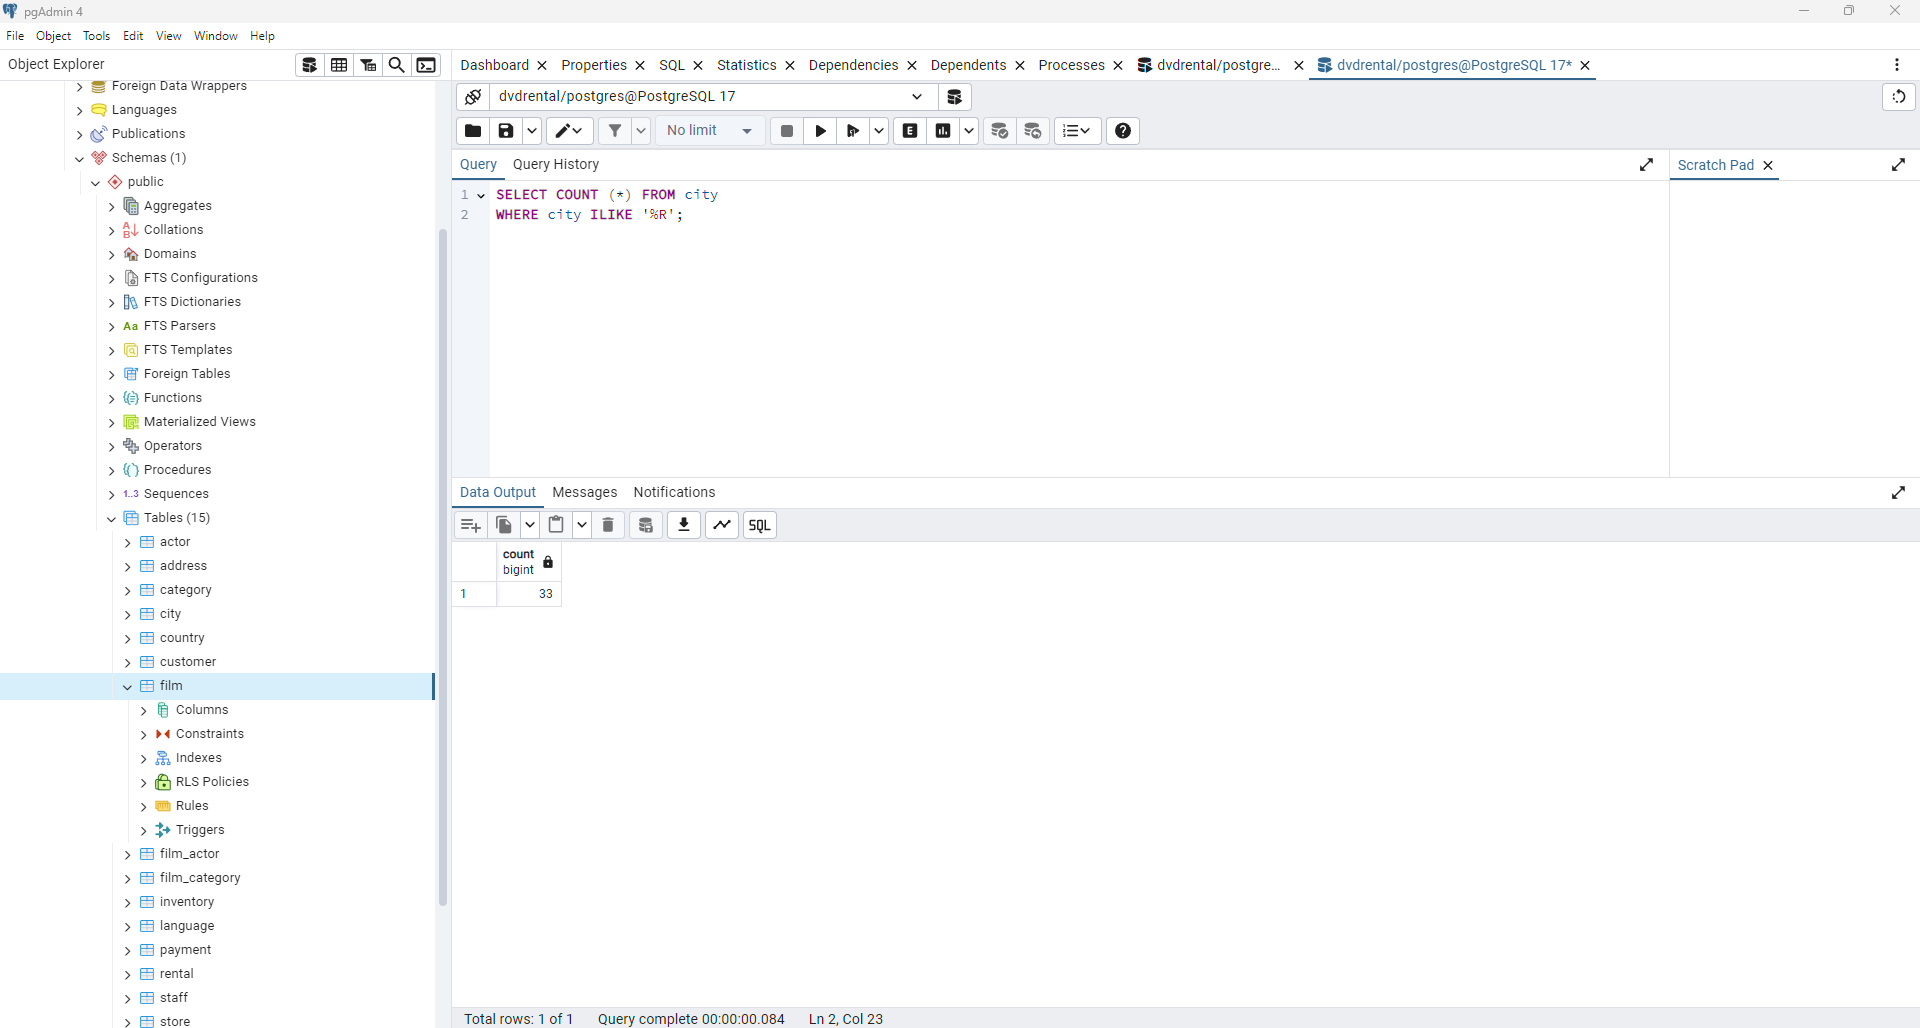 pgAdmin 4
File Object Tools Edit View Window Help
Object Explorer
Dashboard Properties SQL Statistics Dependencies Dependents Processes dvdrental/postgre... dvdrental/postgres@PostgreSQL 17*
dvdrental/postgres@PostgreSQL 17
No limit
E
Query Query History
Scratch Pad
1 SELECT COUNT (*) FROM city
2 WHERE city ILIKE '%R';
Foreign Data Wrappers
Languages
Publications
Schemas (1)
public
Aggregates
Collations
Domains
FTS Configurations
FTS Dictionaries
Aa FTS Parsers
FTS Templates
Foreign Tables
Functions
Materialized Views
Operators
Procedures
1..3 Sequences
Tables (15)
actor
address
category
city
country
customer
film
Columns
Constraints
Indexes
RLS Policies
Rules
Triggers
film_actor
film_category
inventory
language
payment
rental
staff
store
Data Output Messages Notifications
SQL
count
bigint
1 33
Total rows: 1 of 1 Query complete 00:00:00.084 Ln 2, Col 23